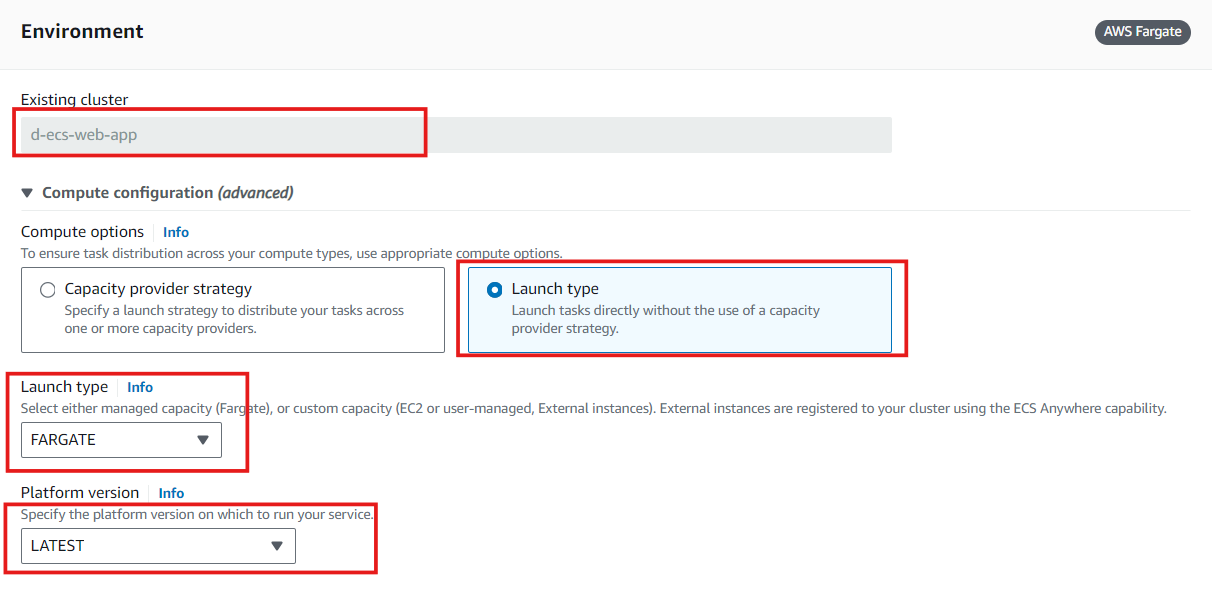 Environment
AWS Fargate
Existing cluster
d-ecs-web-app
Compute configuration (advanced)
Compute options Info
To ensure task distribution across your compute types, use appropriate compute options.
Capacity provider strategy
Specify a launch strategy to distribute your tasks across
one or more capacity providers.
Launch type
Launch tasks directly without the use of a capacity
provider strategy.
Launch type Info
Select either managed capacity (Fargate), or custom capacity (EC2 or user-managed, External instances). External instances are registered to your cluster using the ECS Anywhere capability.
FARGATE
Platform version Info
Specify the platform version on which to run your service.
LATEST